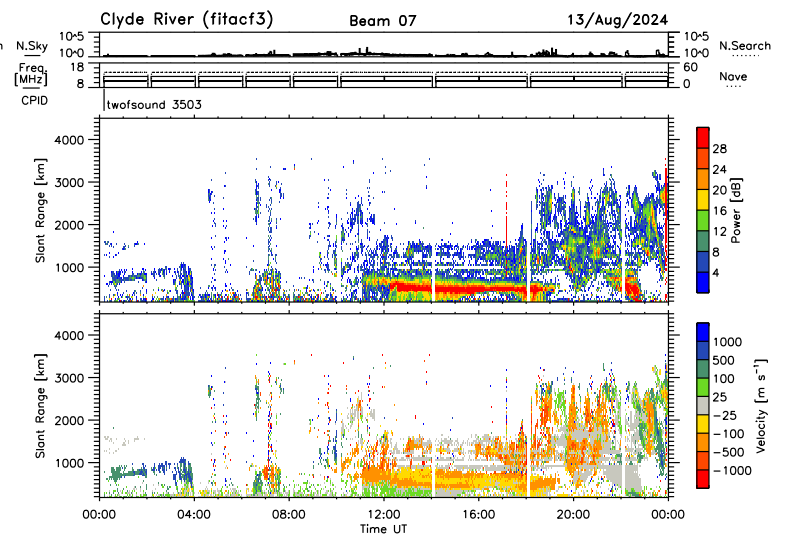 Clyde River (fitacf3) Beam 07 13/Aug/2024
10^5 10^5
N.Sky N.Search
10^0 10^0
Freq. 18 60
[MHz] Nave
8 0
CPID twofsound 3503
4000
3000
2000
1000
Slant Range [km]
28
24
20
16
12
8
4
Power [dB]
4000
3000
2000
1000
Slant Range [km]
1000
500
100
25
-25
-100
-500
-1000
Velocity [m s⁻¹]
00:00 04:00 08:00 12:00 16:00 20:00 00:00
Time UT